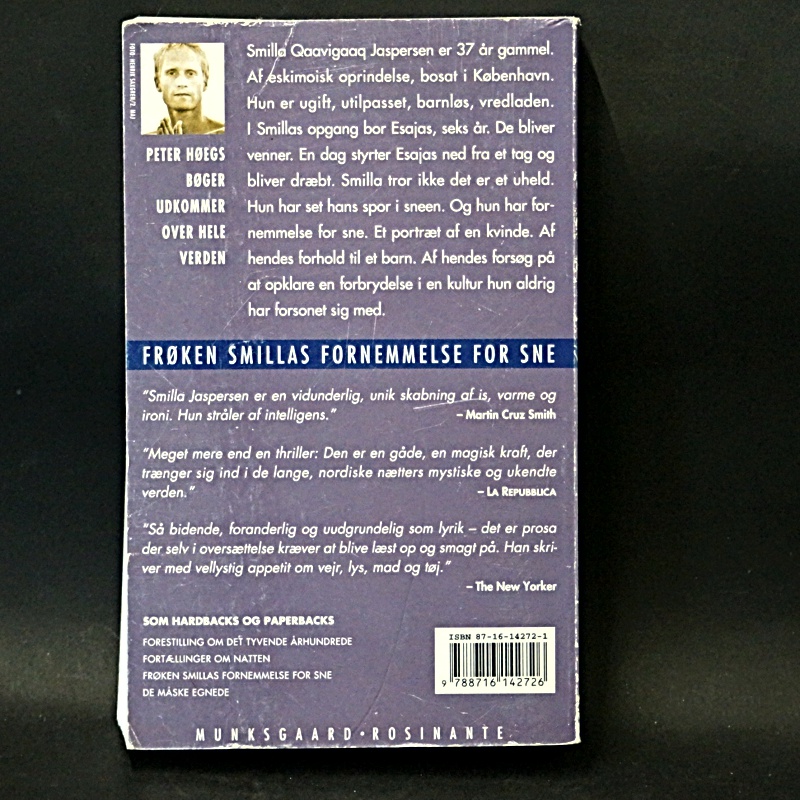 FOTO HENRIK SAXGREN/2. MAJ
PETER HØEGS
BØGER
UDKOMMER
OVER HELE
VERDEN
Smilla Qaavigaaq Jaspersen er 37 år gammel.
Af eskimoisk oprindelse, bosat i København.
Hun er ugift, utilpasset, barnløs, vredladen.
I Smillas opgang bor Esajas, seks år. De bliver
venner. En dag styrter Esajas ned fra et tag og
bliver dræbt. Smilla tror ikke det er et uheld.
Hun har set hans spor i sneen. Og hun har for-
nemmelse for sne. Et portræt af en kvinde. Af
hendes forhold til et barn. Af hendes forsøg på
at opklare en forbrydelse i en kultur hun aldrig
har forsonet sig med.
FRØKEN SMILLAS FORNEMMELSE FOR SNE
"Smilla Jaspersen er en vidunderlig, unik skabning af is, varme og
ironi. Hun stråler af intelligens."
– Martin Cruz Smith
"Meget mere end en thriller: Den er en gåde, en magisk kraft, der
trænger sig ind i de lange, nordiske nætters mystiske og ukendte
verden."
– LA REPUBBLICA
"Så bidende, foranderlig og uudgrundelig som lyrik – det er prosa
der selv i oversættelse kræver at blive læst op og smagt på. Han skri-
ver med vellystig appetit om vejr, lys, mad og tøj."
– The New Yorker
SOM HARDBACKS OG PAPERBACKS
FORESTILLING OM DET TYVENDE ÅRHUNDREDE
FORTÆLLINGER OM NATTEN
FRØKEN SMILLAS FORNEMMELSE FOR SNE
DE MÅSKE EGNEDE
ISBN 87-16-14272-1
9 788716 142726
MUNKSGAARD • ROSINANTE